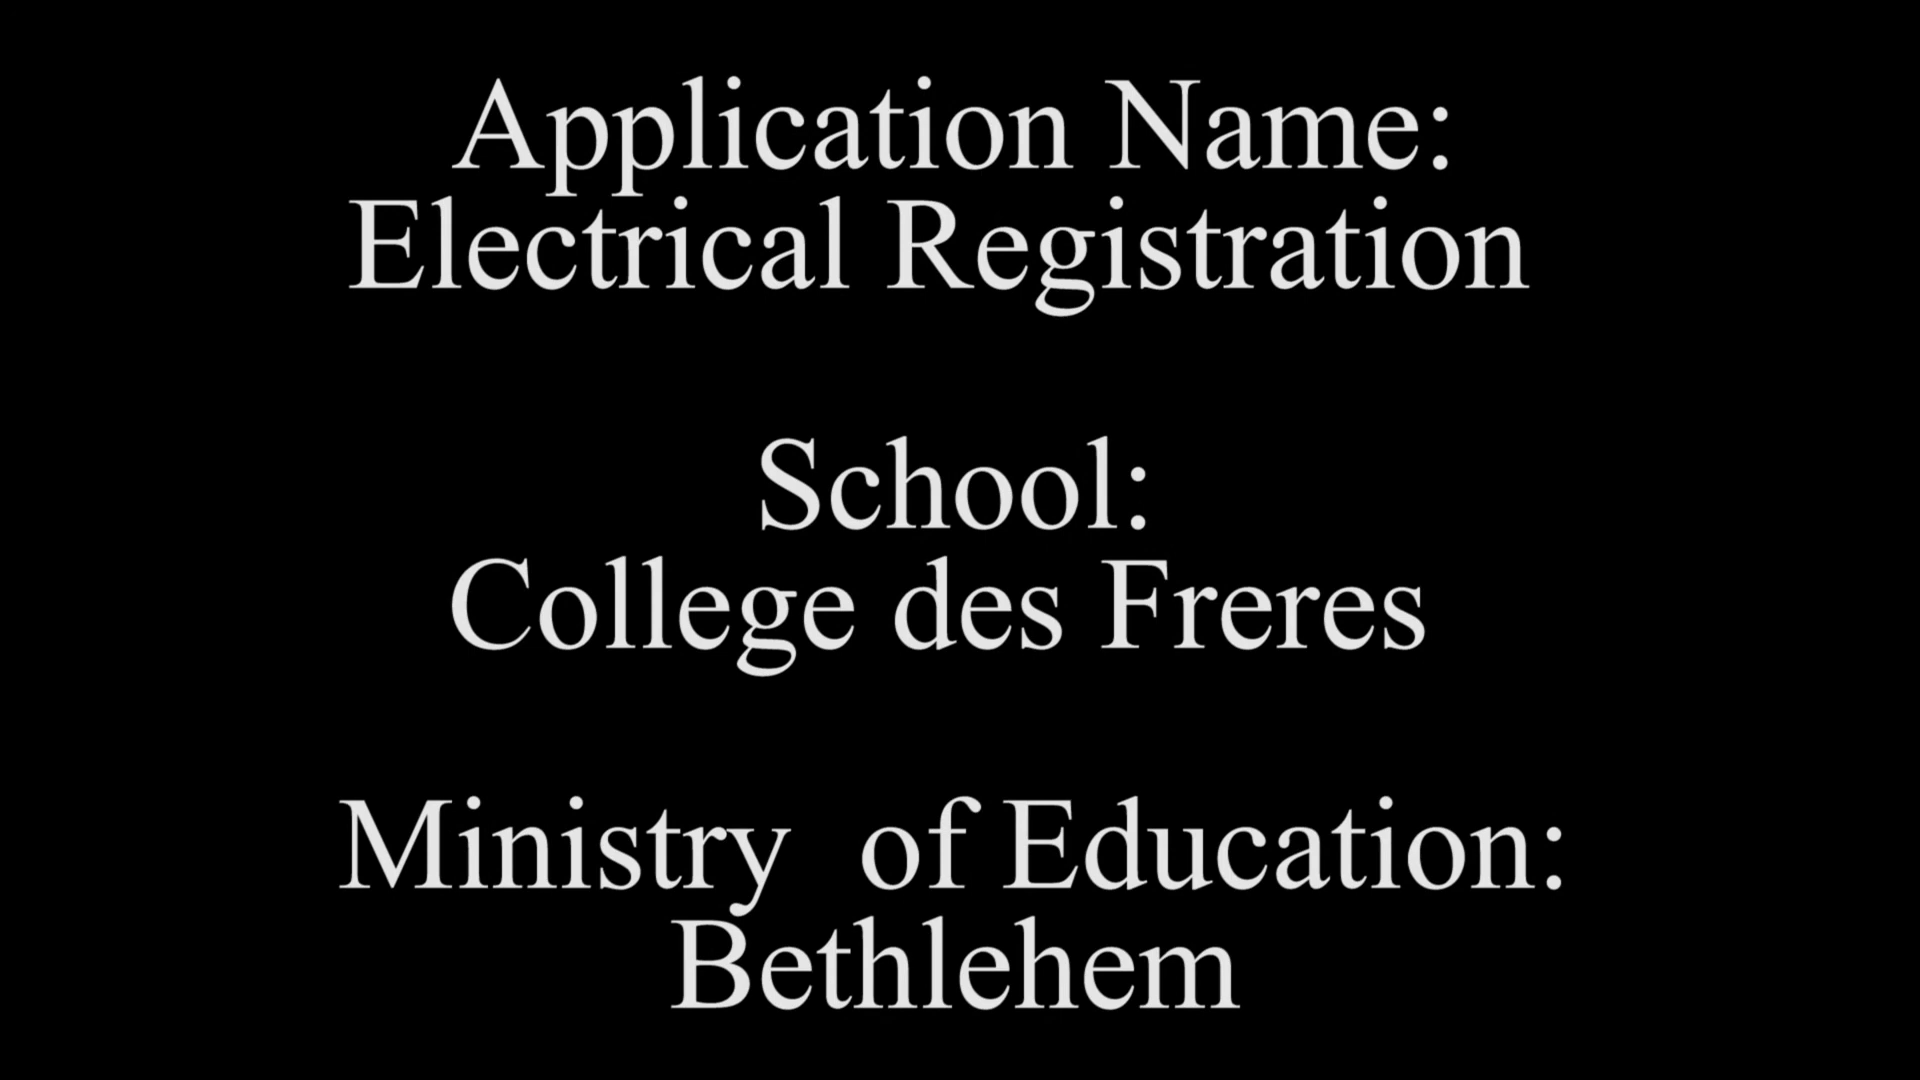 Application Name:
Electrical Registration
School:
College des Freres
Ministry  of Education:
Bethlehem